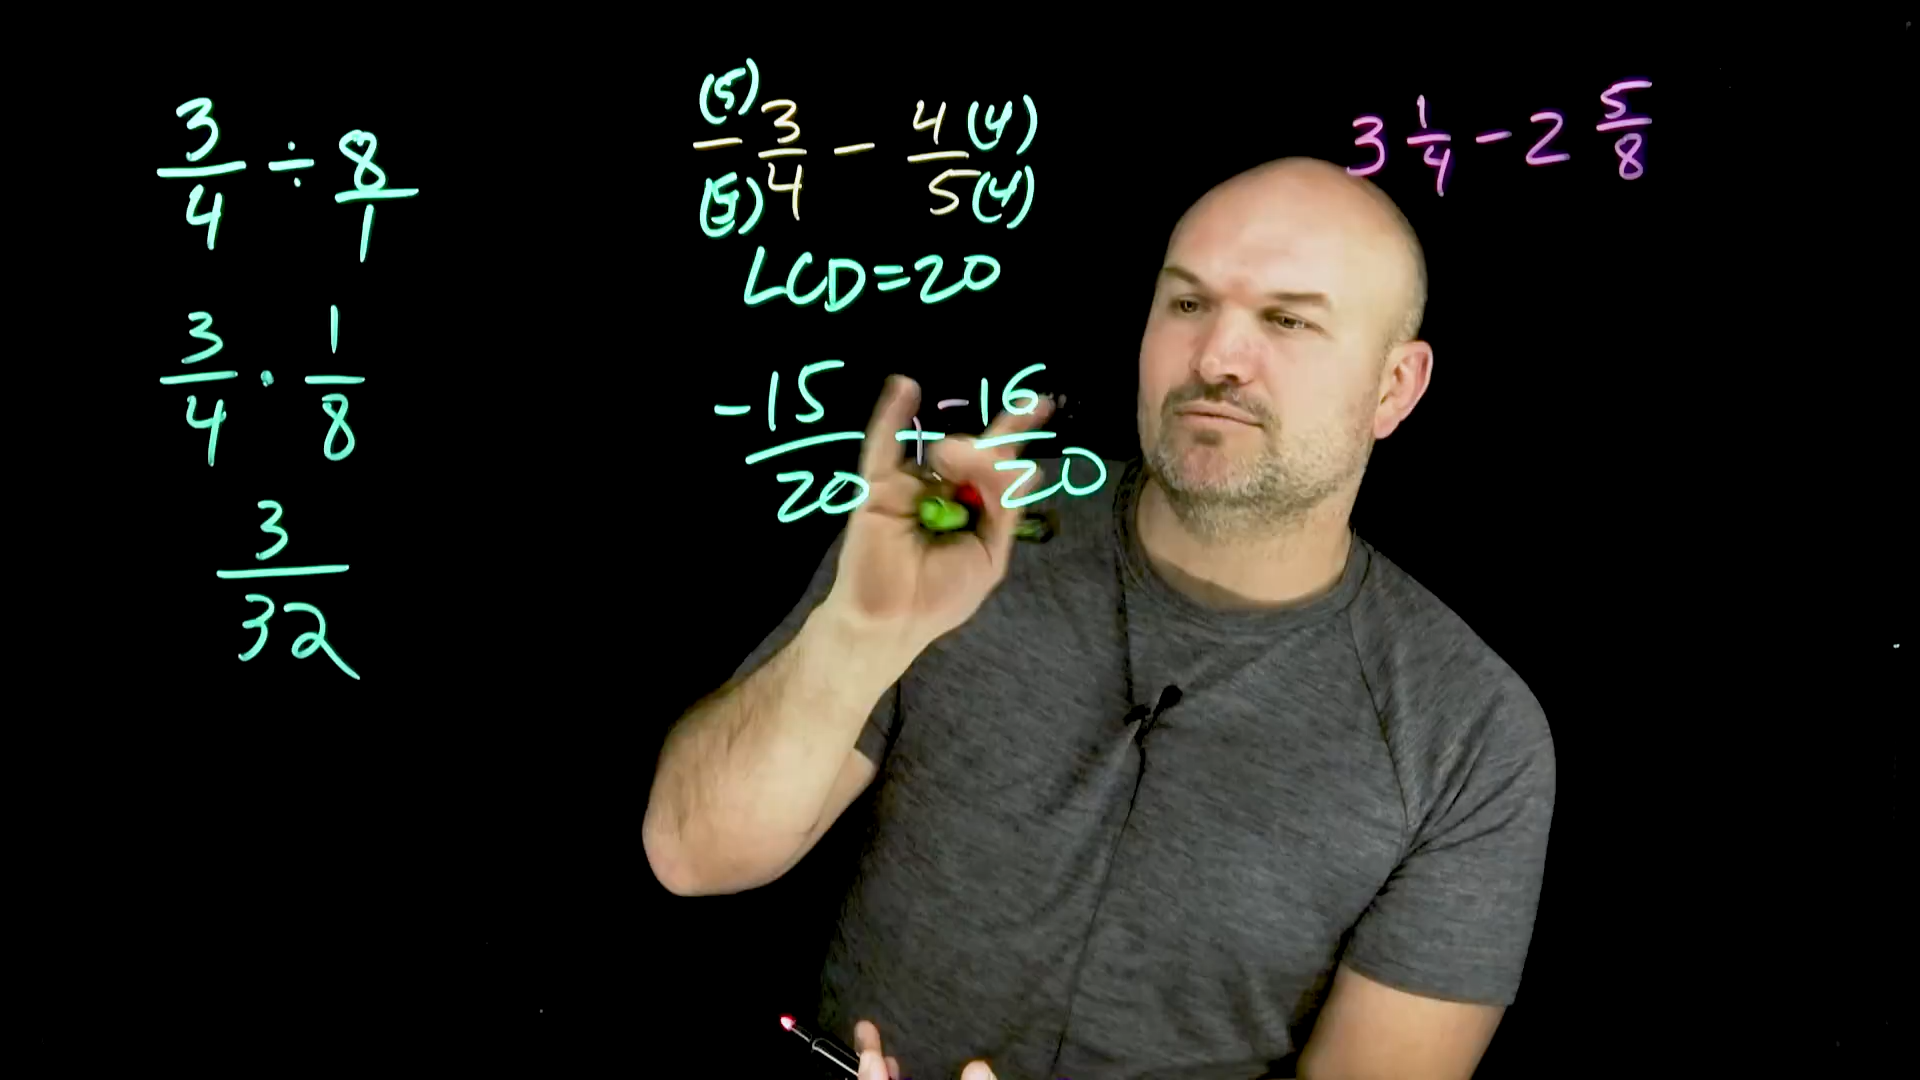 3/4 ÷ 8/1
3/4 · 1/8
3/32
-(5)3/(5)4 - 4(4)/5(4)
LCD=20
-15/20 + -16/20
3 1/4 - 2 5/8